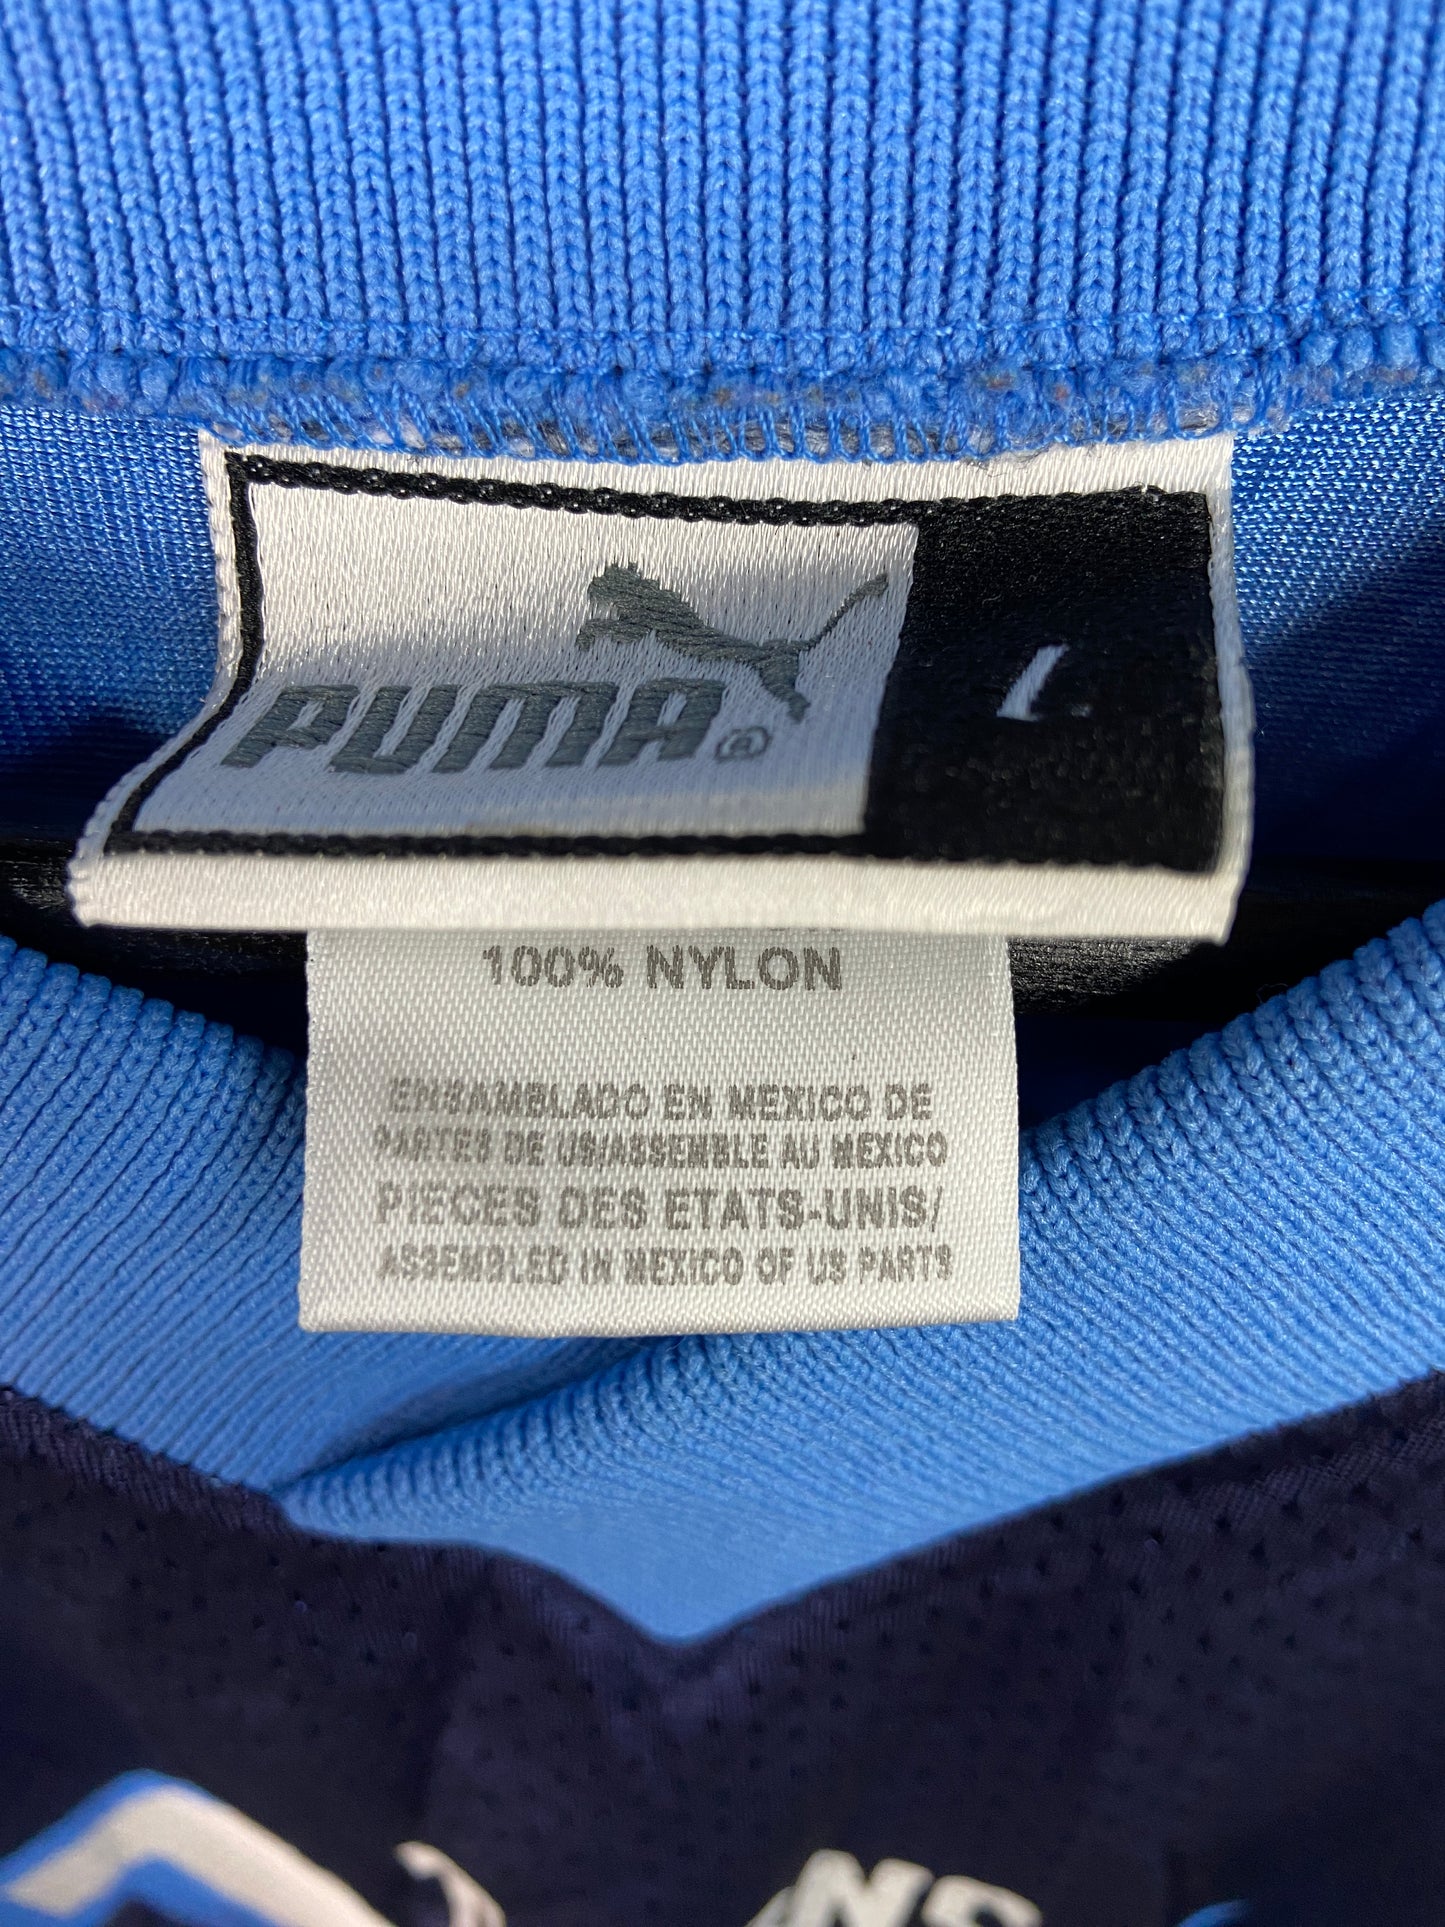 PUMA® L
100% NYLON
ENSAMBLADO EN MEXICO DE
PARTES DE US/ASSEMBLE AU MEXICO
PIECES DES ETATS-UNIS/
ASSEMBLED IN MEXICO OF US PARTS
NS